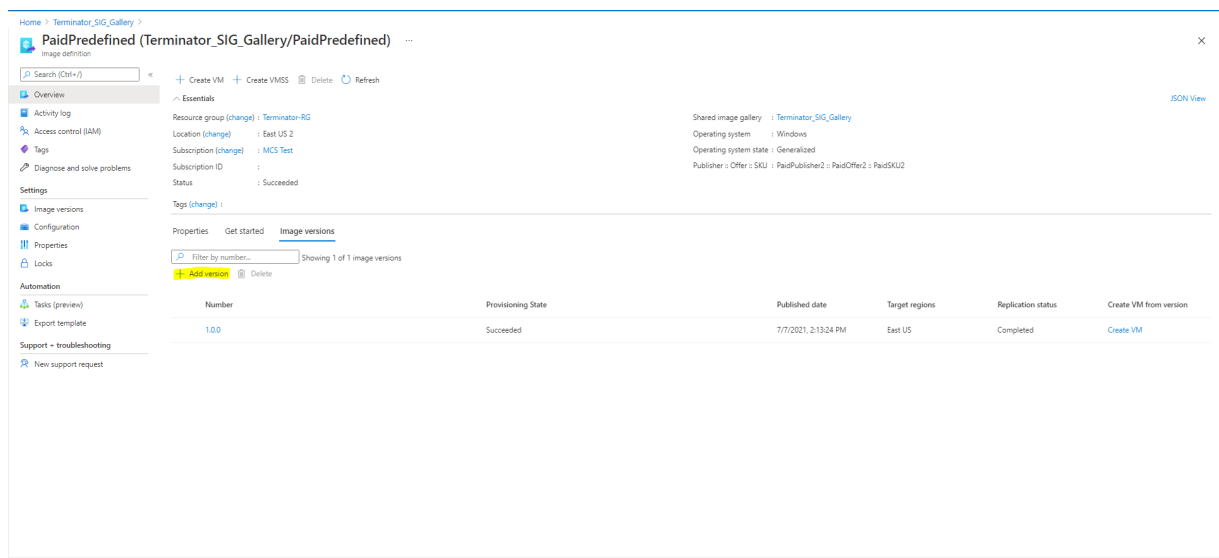 Home > Terminator_SIG_Gallery >
PaidPredefined (Terminator_SIG_Gallery/PaidPredefined) ...
Image definition
Search (Ctrl+/)
Overview
Activity log
Access control (IAM)
Tags
Diagnose and solve problems
Settings
Image versions
Configuration
Properties
Locks
Automation
Tasks (preview)
Export template
Support + troubleshooting
New support request
+ Create VM + Create VMSS Delete Refresh
Essentials
JSON View
Resource group (change) : Terminator-RG
Location (change) : East US 2
Subscription (change) : MCS Test
Subscription ID :
Status : Succeeded
Shared image gallery : Terminator_SIG_Gallery
Operating system : Windows
Operating system state : Generalized
Publisher :: Offer :: SKU : PaidPublisher2 :: PaidOffer2 :: PaidSKU2
Tags (change) :
Properties Get started Image versions
Filter by number... Showing 1 of 1 image versions
+ Add version Delete
Number Provisioning State Published date Target regions Replication status Create VM from version
1.0.0 Succeeded 7/7/2021, 2:13:24 PM East US Completed Create VM